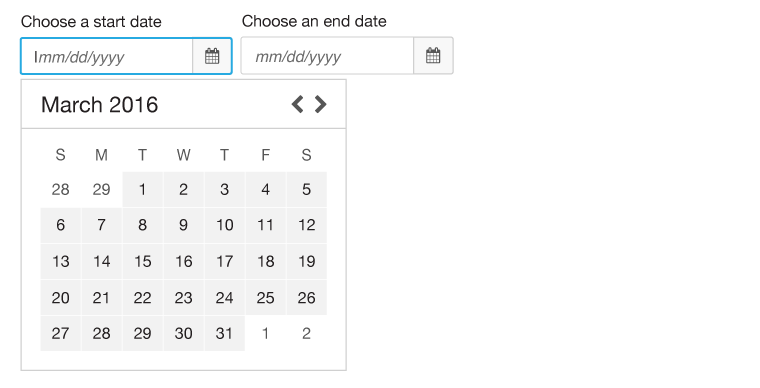 Choose a start date Choose an end date
mm/dd/yyyy mm/dd/yyyy
March 2016
S M T W T F S
28 29 1 2 3 4 5
6 7 8 9 10 11 12
13 14 15 16 17 18 19
20 21 22 23 24 25 26
27 28 29 30 31 1 2